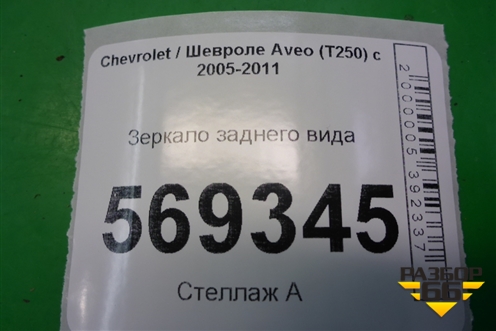 Chevrolet / Шевроле Aveo (T250) с
2005-2011
Зеркало заднего вида
569345
Стеллаж А
2000005392337
РАЗБОР
66